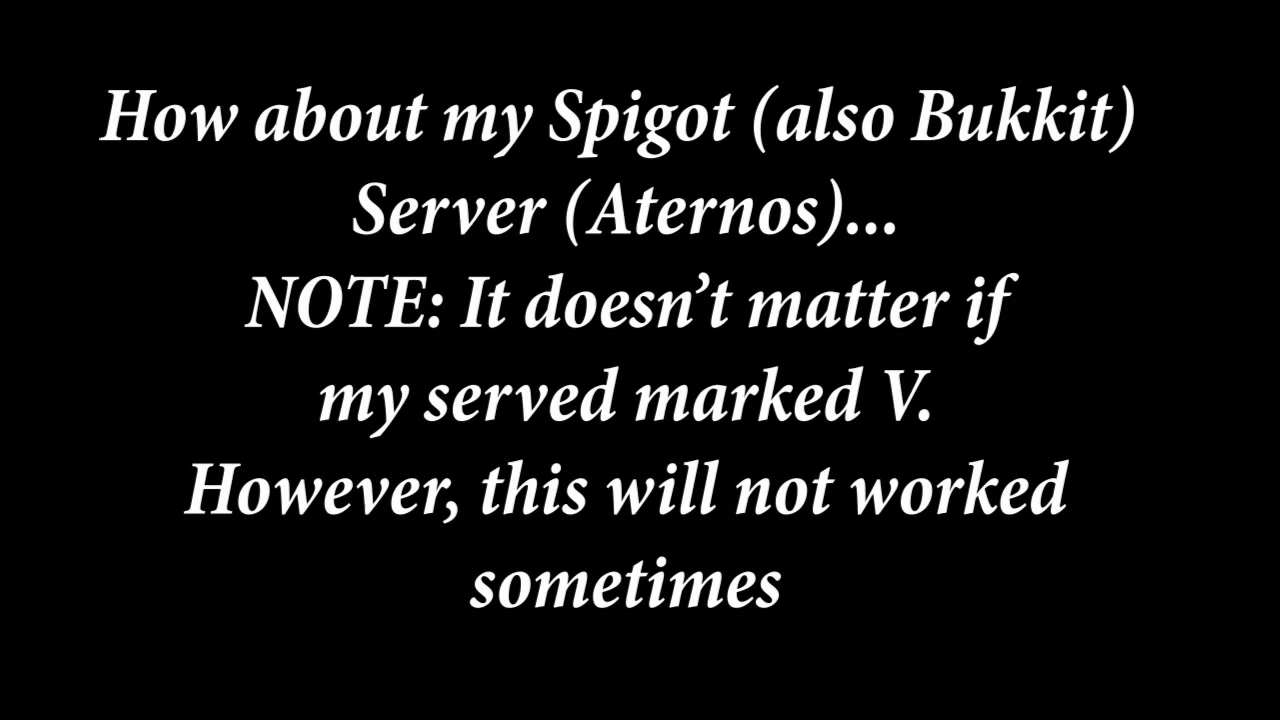 How about my Spigot (also Bukkit)
Server (Aternos)...
NOTE: It doesn’t matter if
my served marked V.
However, this will not worked
sometimes